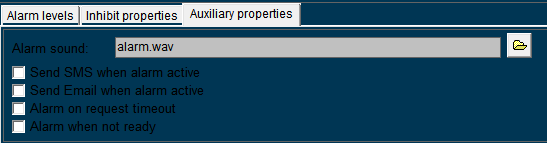 Alarm levels Inhibit properties Auxiliary properties
Alarm sound: alarm.wav
Send SMS when alarm active
Send Email when alarm active
Alarm on request timeout
Alarm when not ready